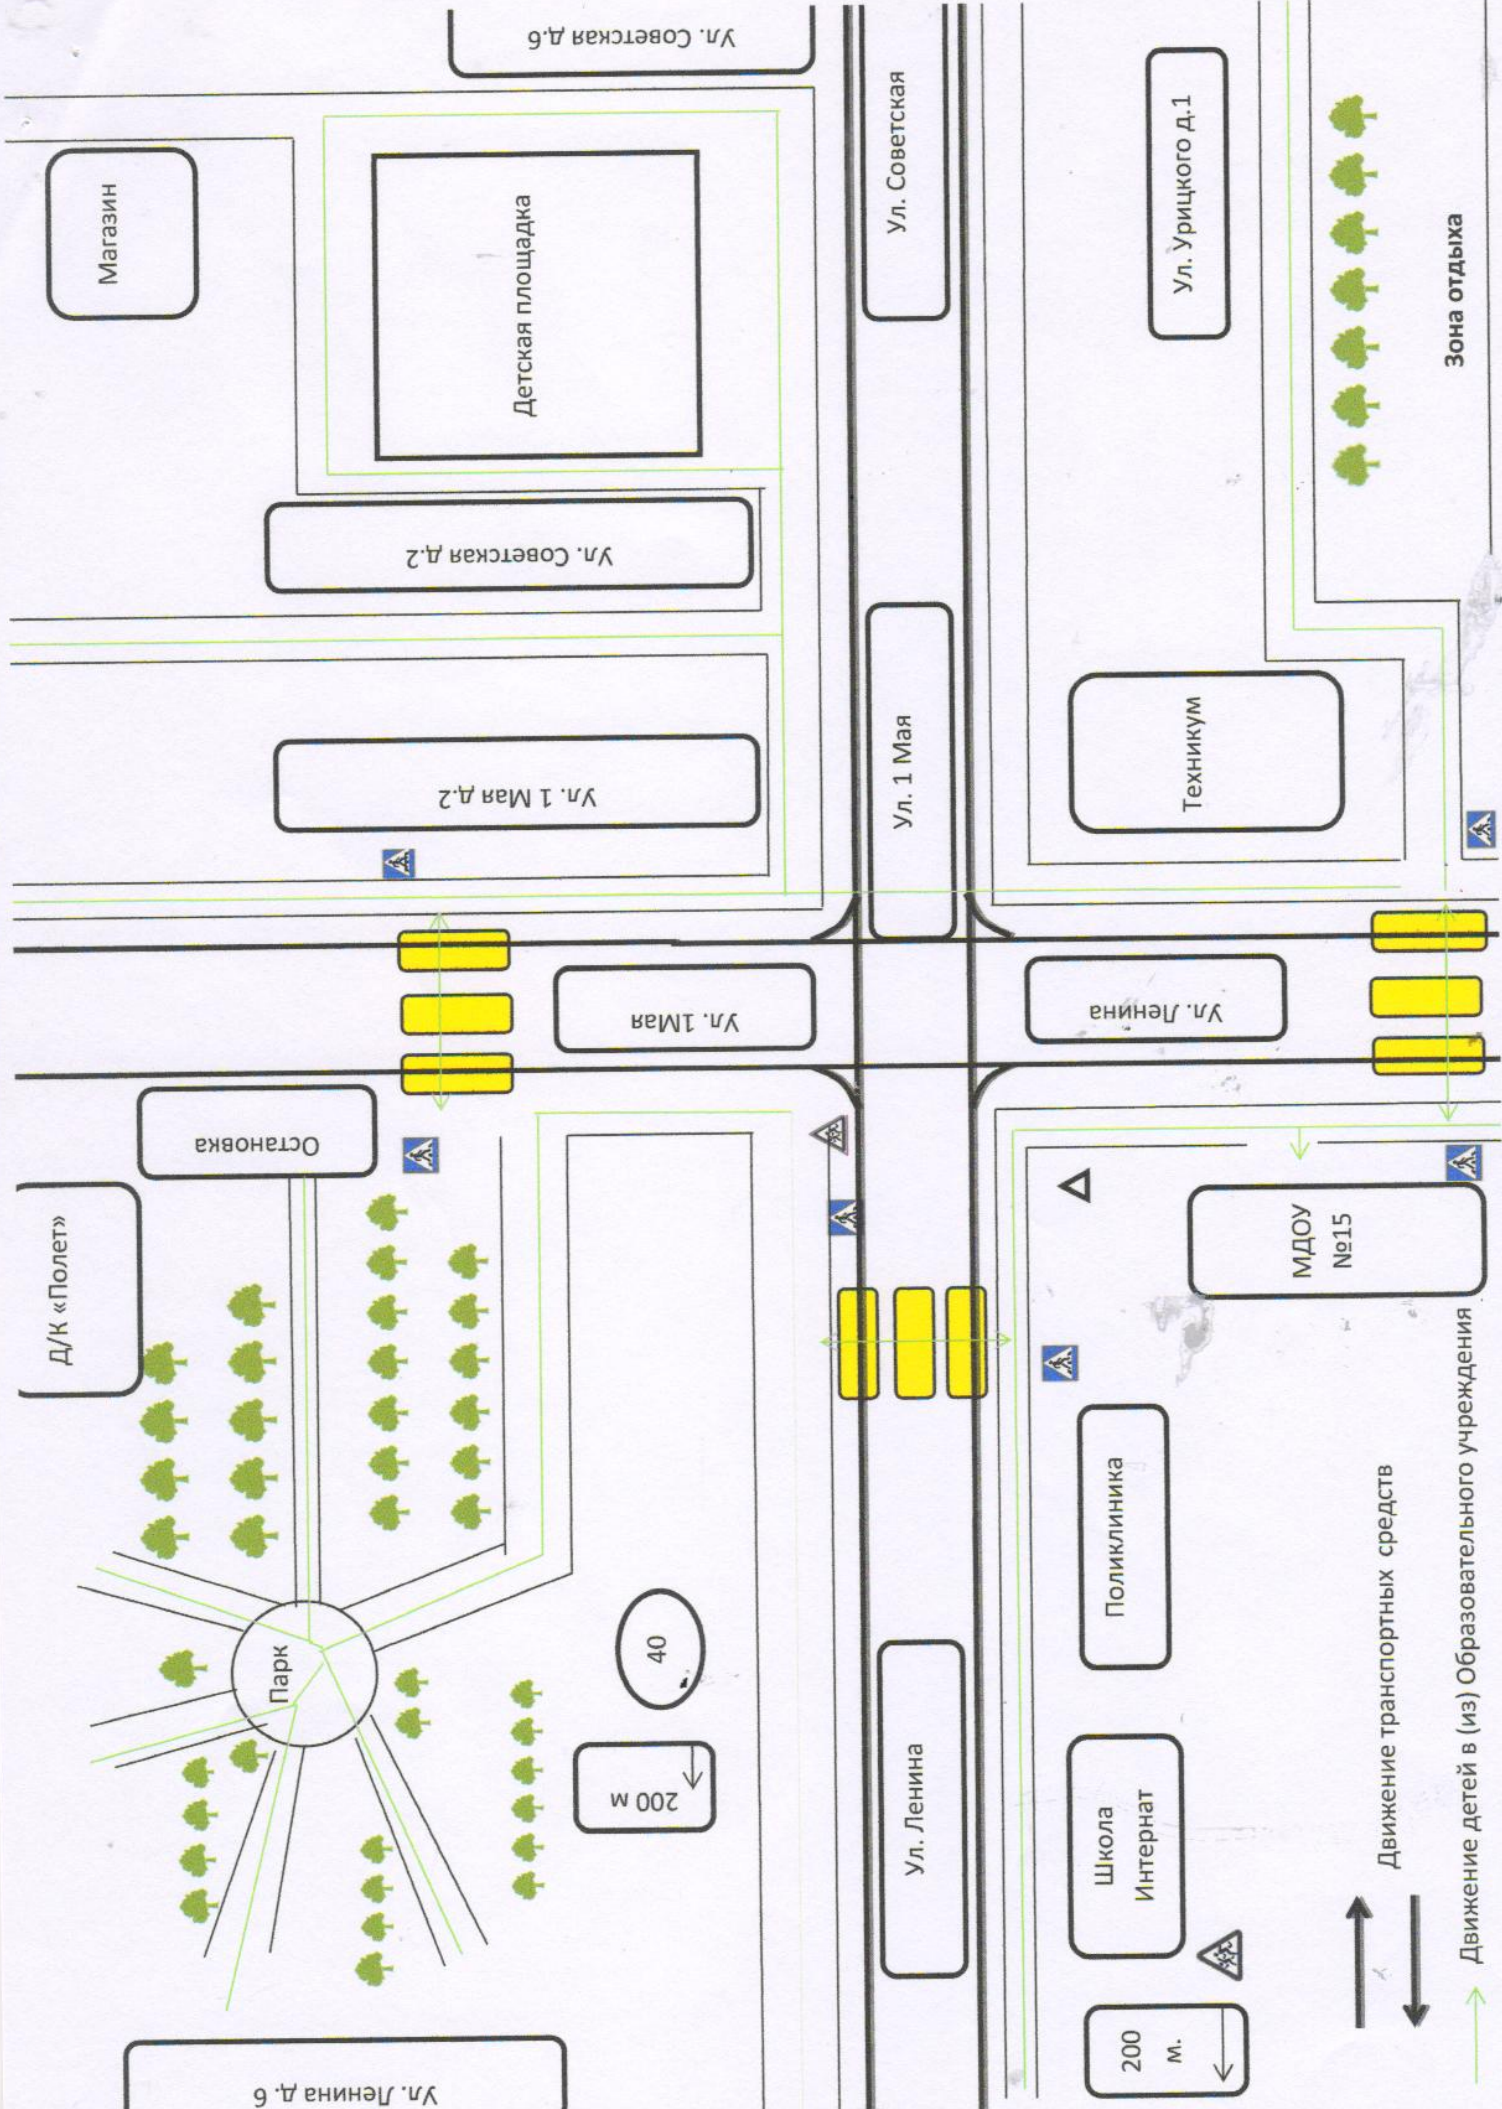 Ул. Ленина д. 6
Д/К «Полет»
Остановка
Ул. 1 Мая д.2
Ул. Советская д.2
Магазин
Парк
Детская площадка
Ул. Советская д.6
200 м
40
Ул. 1Мая
Ул. Ленина
Ул. 1 Мая
Ул. Советская
Ул. Ленина
Школа
Интернат
Поликлиника
Техникум
Ул. Урицкого д.1
200
м.
МДОУ
№15
Зона отдыха
Движение транспортных средств
Движение детей в (из) Образовательного учреждения